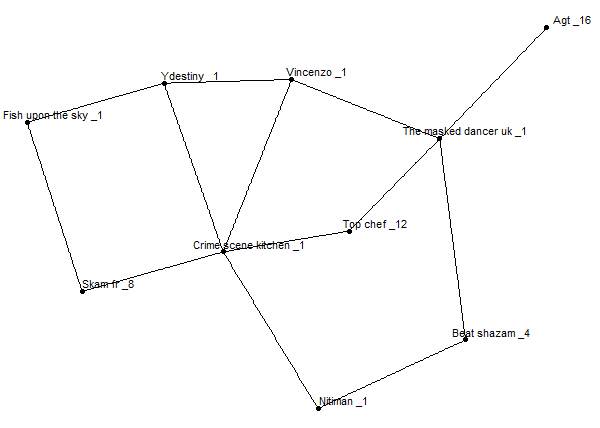 Agt _16
Ydestiny _1
Vincenzo _1
Fish upon the sky _1
The masked dancer uk _1
Top chef _12
Crime scene kitchen _1
Skam fr _8
Beat shazam _4
Nitiman _1